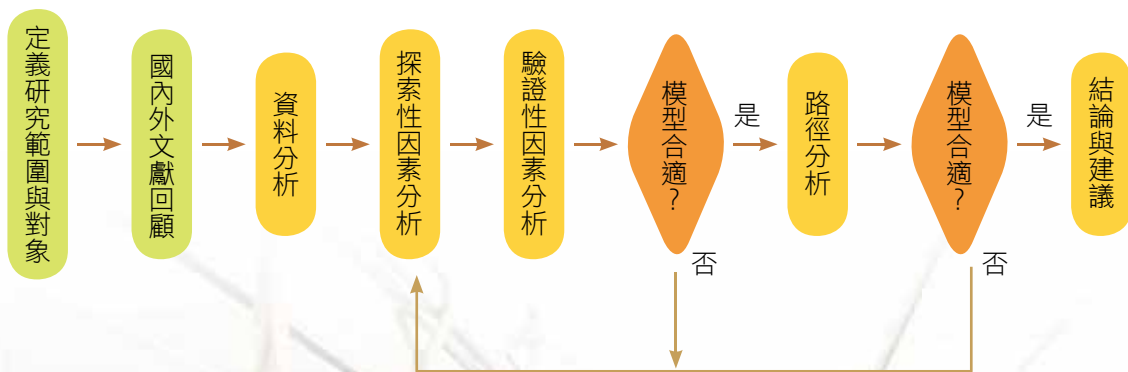 定義研究範圍與對象
國內外文獻回顧
資料分析
探索性因素分析
驗證性因素分析
模型合適？
是
否
路徑分析
模型合適？
是
否
結論與建議